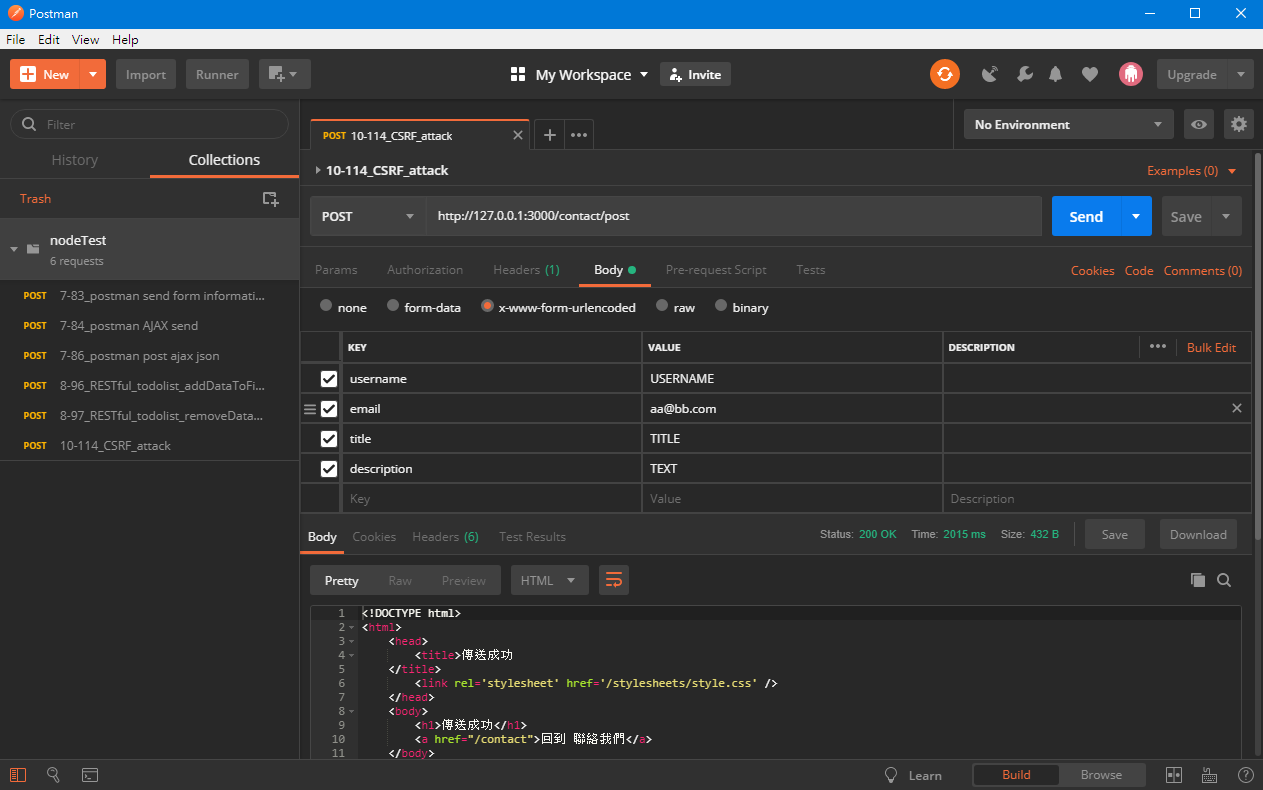 Postman
File Edit View Help
New Import Runner My Workspace Invite Upgrade
Filter
History Collections
Trash
nodeTest
6 requests
POST 7-83_postman send form informati...
POST 7-84_postman AJAX send
POST 7-86_postman post ajax json
POST 8-96_RESTful_todolist_addDataToFi...
POST 8-97_RESTful_todolist_removeData...
POST 10-114_CSRF_attack
POST 10-114_CSRF_attack
No Environment
10-114_CSRF_attack Examples (0)
POST http://127.0.0.1:3000/contact/post Send Save
Params Authorization Headers (1) Body Pre-request Script Tests Cookies Code Comments (0)
none form-data x-www-form-urlencoded raw binary
KEY VALUE DESCRIPTION ••• Bulk Edit
username USERNAME
email aa@bb.com
title TITLE
description TEXT
Key Value Description
Body Cookies Headers (6) Test Results Status: 200 OK Time: 2015 ms Size: 432 B Save Download
Pretty Raw Preview HTML
1 <!DOCTYPE html>
2 <html>
3 <head>
4 <title>傳送成功
5 </title>
6 <link rel='stylesheet' href='/stylesheets/style.css' />
7 </head>
8 <body>
9 <h1>傳送成功</h1>
10 <a href="/contact">回到 聯絡我們</a>
11 </body>
Learn Build Browse